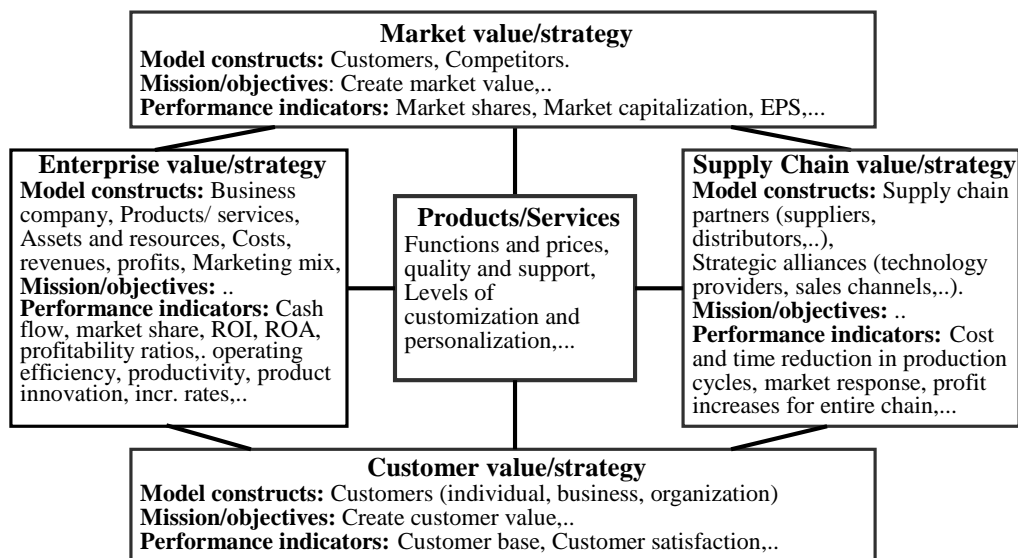 Market value/strategy
Model constructs: Customers, Competitors.
Mission/objectives: Create market value,..
Performance indicators: Market shares, Market capitalization, EPS,...
Enterprise value/strategy
Model constructs: Business
company, Products/ services,
Assets and resources, Costs,
revenues, profits, Marketing mix,
Mission/objectives: ..
Performance indicators: Cash
flow, market share, ROI, ROA,
profitability ratios,. operating
efficiency, productivity, product
innovation, incr. rates,..
Products/Services
Functions and prices,
quality and support,
Levels of
customization and
personalization,...
Supply Chain value/strategy
Model constructs: Supply chain
partners (suppliers,
distributors,..),
Strategic alliances (technology
providers, sales channels,..).
Mission/objectives: ..
Performance indicators: Cost
and time reduction in production
cycles, market response, profit
increases for entire chain,...
Customer value/strategy
Model constructs: Customers (individual, business, organization)
Mission/objectives: Create customer value,..
Performance indicators: Customer base, Customer satisfaction,..